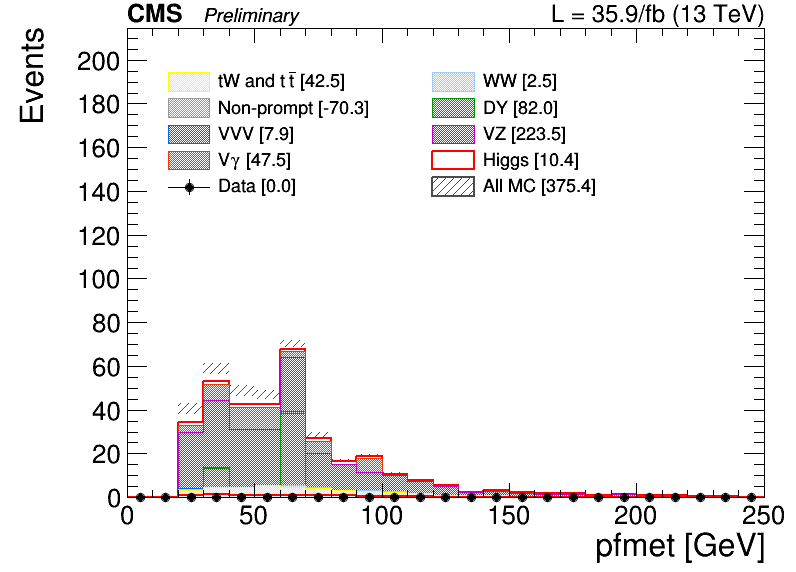 CMS Preliminary L = 35.9/fb (13 TeV)
Events
200
180
160
140
120
100
80
60
40
20
0
tW and t t̅ [42.5]
Non-prompt [-70.3]
VVV [7.9]
Vγ [47.5]
Data [0.0]
WW [2.5]
DY [82.0]
VZ [223.5]
Higgs [10.4]
All MC [375.4]
0 50 100 150 200 250
pfmet [GeV]